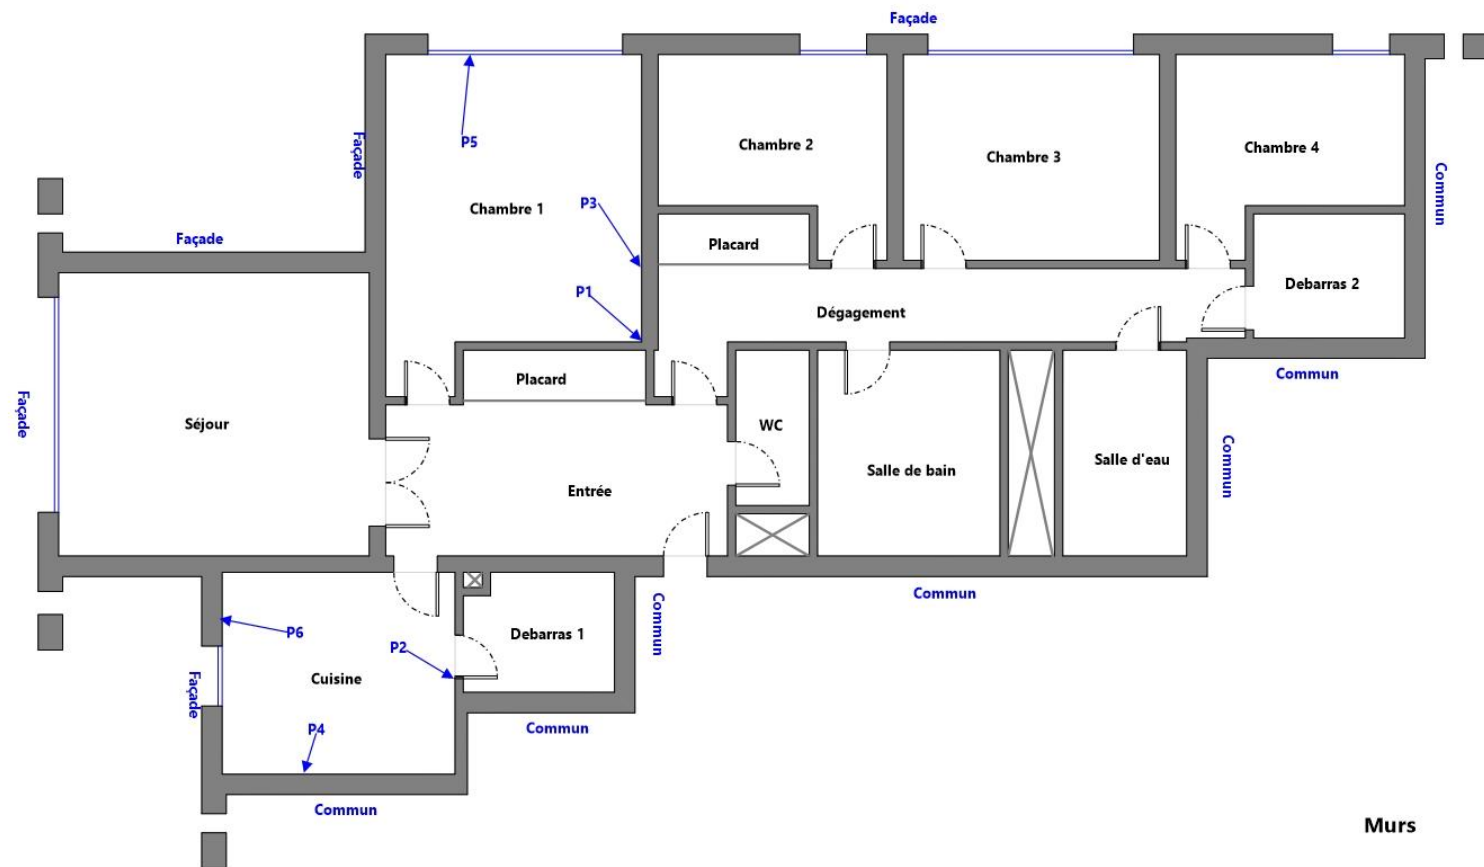 Façade
P5
Façade
Chambre 2
Chambre 3
Chambre 4
Commun
P3
Chambre 1
Façade
Placard
P1
Debarras 2
Dégagement
Commun
Placard
Façade
Séjour
WC
Salle de bain
Salle d'eau
Commun
Entrée
Commun
Commun
P6
Debarras 1
P2
Cuisine
Façade
P4
Commun
Commun
Murs